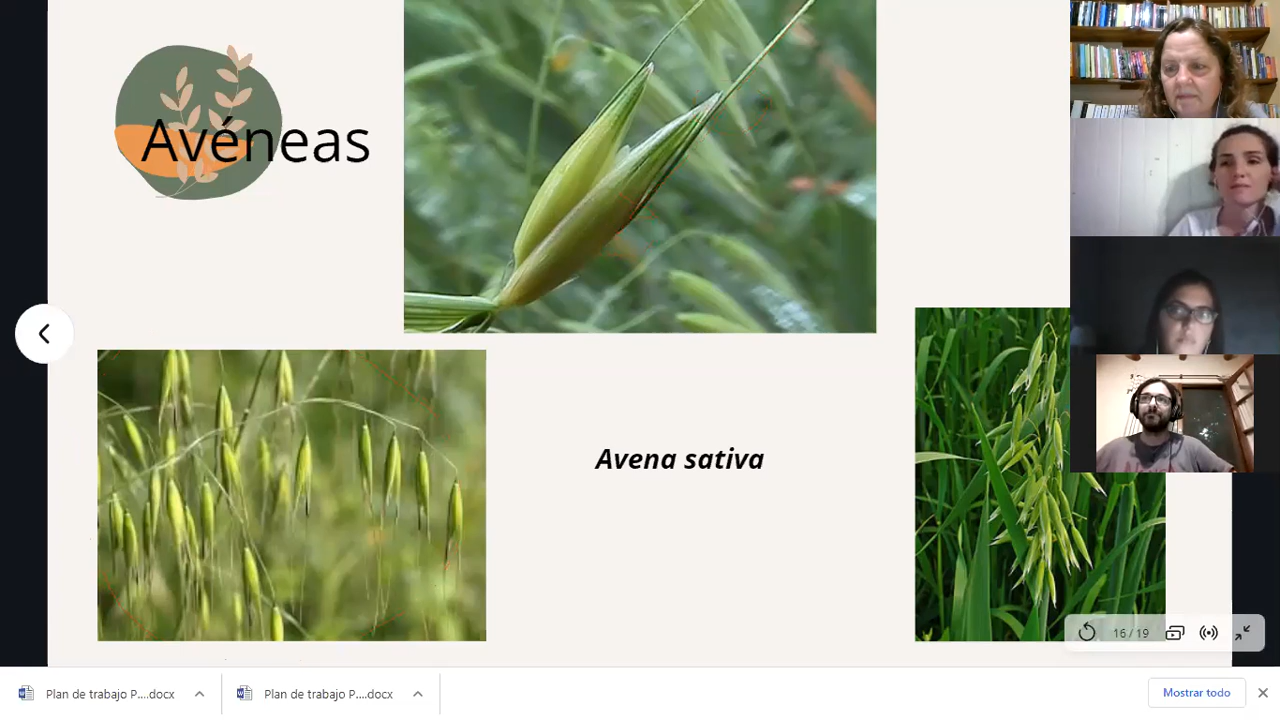 Avéneas
Avena sativa
16 / 19
Plan de trabajo P....docx
Plan de trabajo P....docx
Mostrar todo